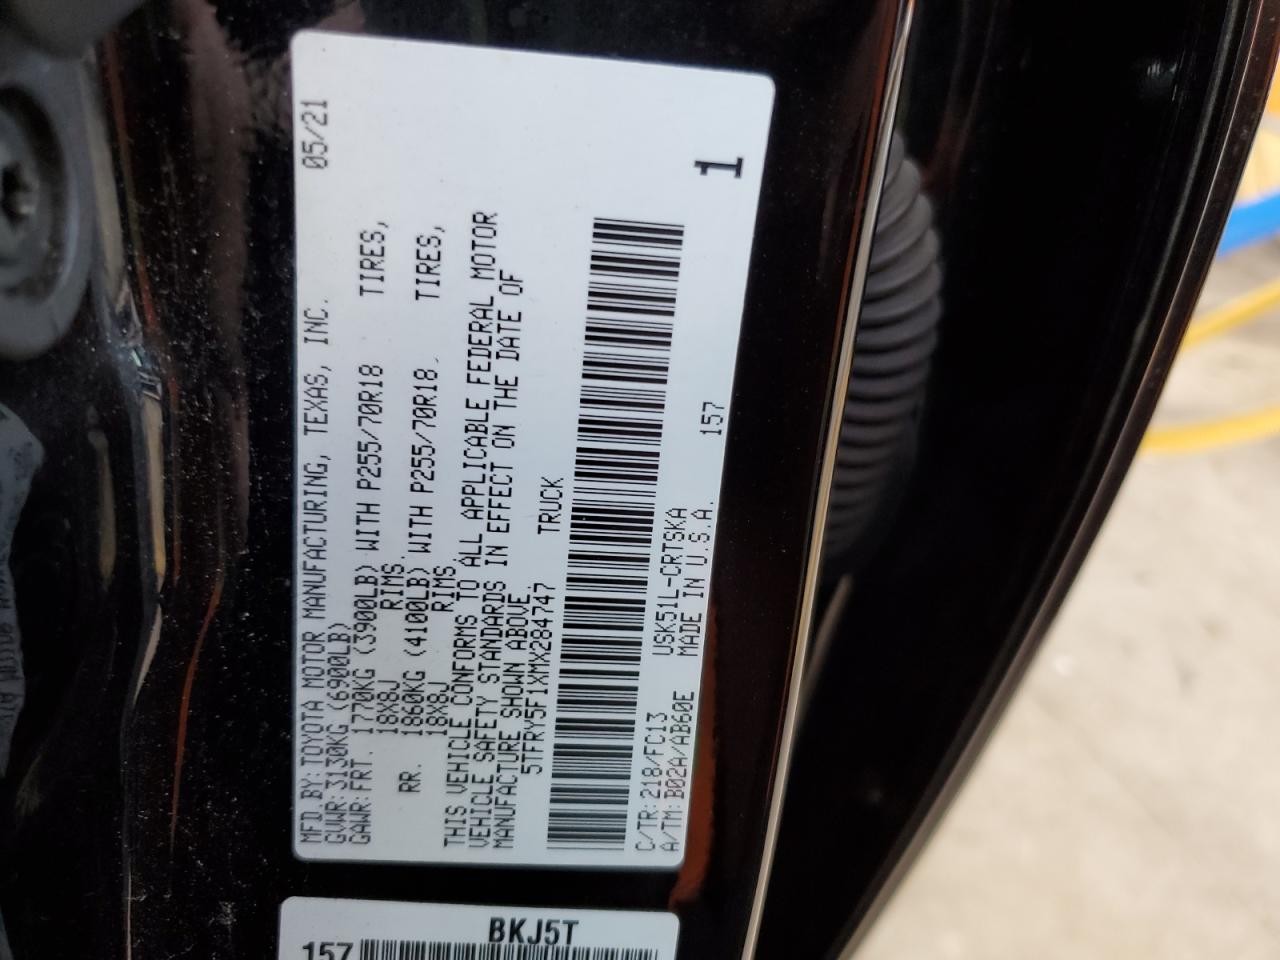 MFD.BY:TOYOTA MOTOR MANUFACTURING, TEXAS, INC. 05/21
GVWR:3130KG (6900LB)
GAWR:FRT. 1770KG (3900LB) WITH P255/70R18 TIRES,
18X8J RIMS.
RR. 1860KG (4100LB) WITH P255/70R18. TIRES,
18X8J RIMS
THIS VEHICLE CONFORMS TO ALL APPLICABLE FEDERAL MOTOR
VEHICLE SAFETY STANDARDS IN EFFECT ON THE DATE OF
MANUFACTURE SHOWN ABOVE.
5TFRY5F1XMX284747 TRUCK
C/TR:218/FC13 USK51L-CRTSKA 157
A/TM:B02A/AB60E MADE IN U.S.A.
1
BKJ5T
157